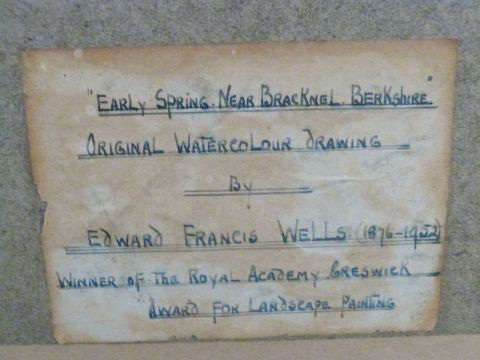 "Early Spring. Near Bracknel. Berkshire.
Original Watercolour Drawing
By
Edward Francis Wells. (1876-1952)
Winner of the Royal Academy Creswick
Award for Landscape Painting